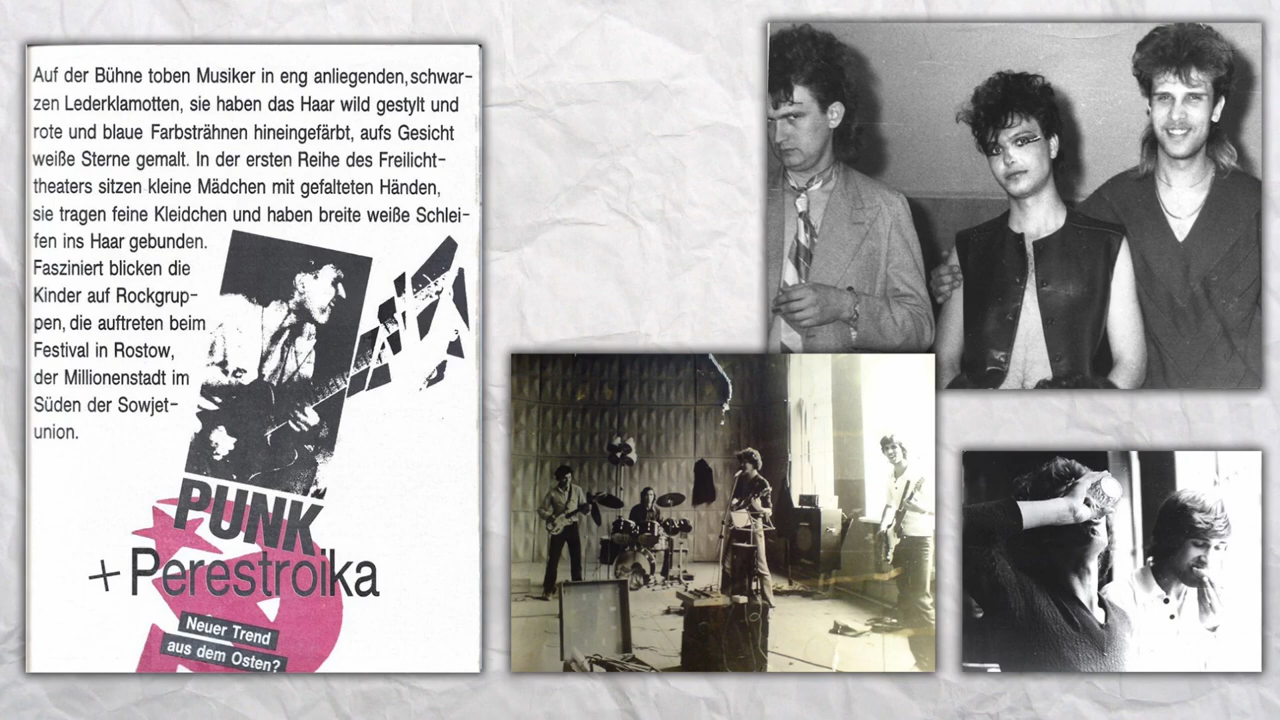 Auf der Bühne toben Musiker in eng anliegenden, schwar-
zen Lederklamotten, sie haben das Haar wild gestylt und
rote und blaue Farbsträhnen hineingefärbt, aufs Gesicht
weiße Sterne gemalt. In der ersten Reihe des Freilicht-
theaters sitzen kleine Mädchen mit gefalteten Händen,
sie tragen feine Kleidchen und haben breite weiße Schlei-
fen ins Haar gebunden.
Fasziniert blicken die
Kinder auf Rockgrup-
pen, die auftreten beim
Festival in Rostow,
der Millionenstadt im
Süden der Sowjet-
union.
PUNK
+ Perestroika
Neuer Trend
aus dem Osten?